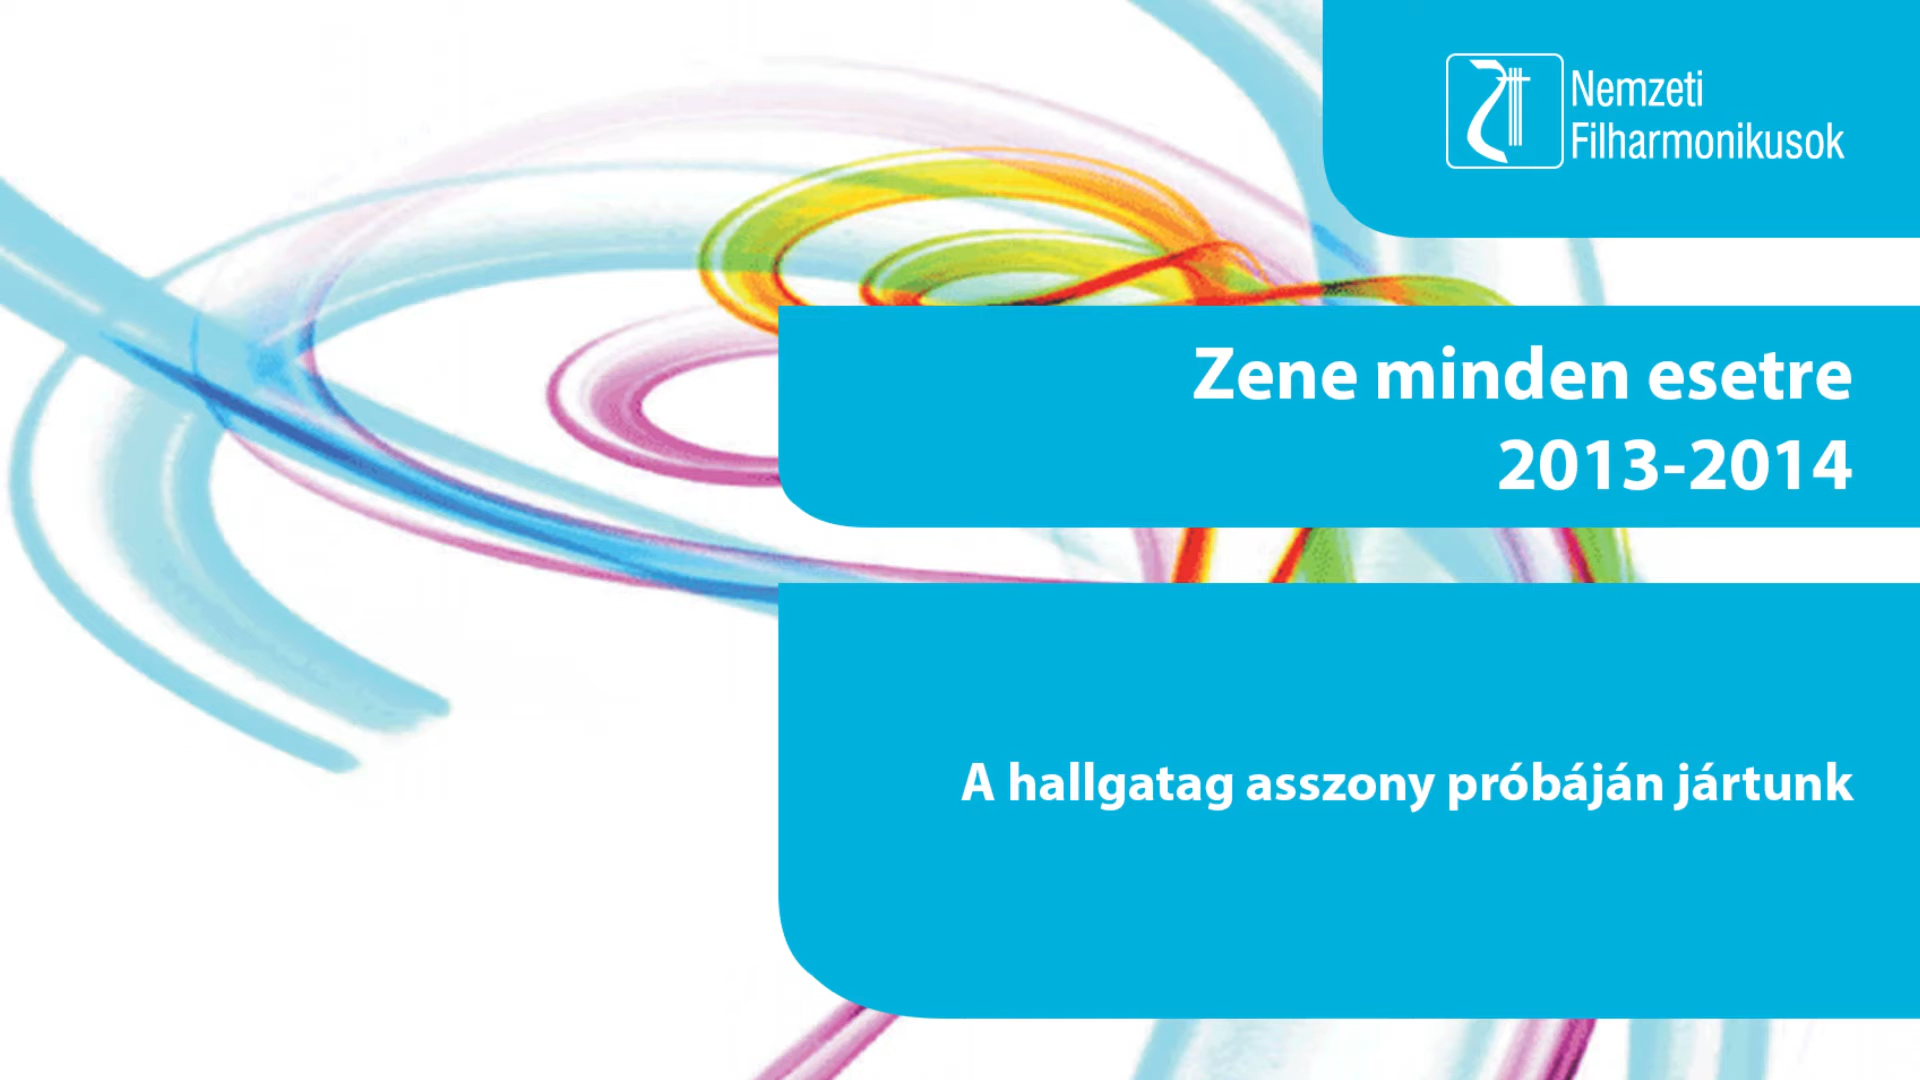 Nemzeti
Filharmonikusok
Zene minden esetre
2013-2014
A hallgatag asszony próbáján jártunk